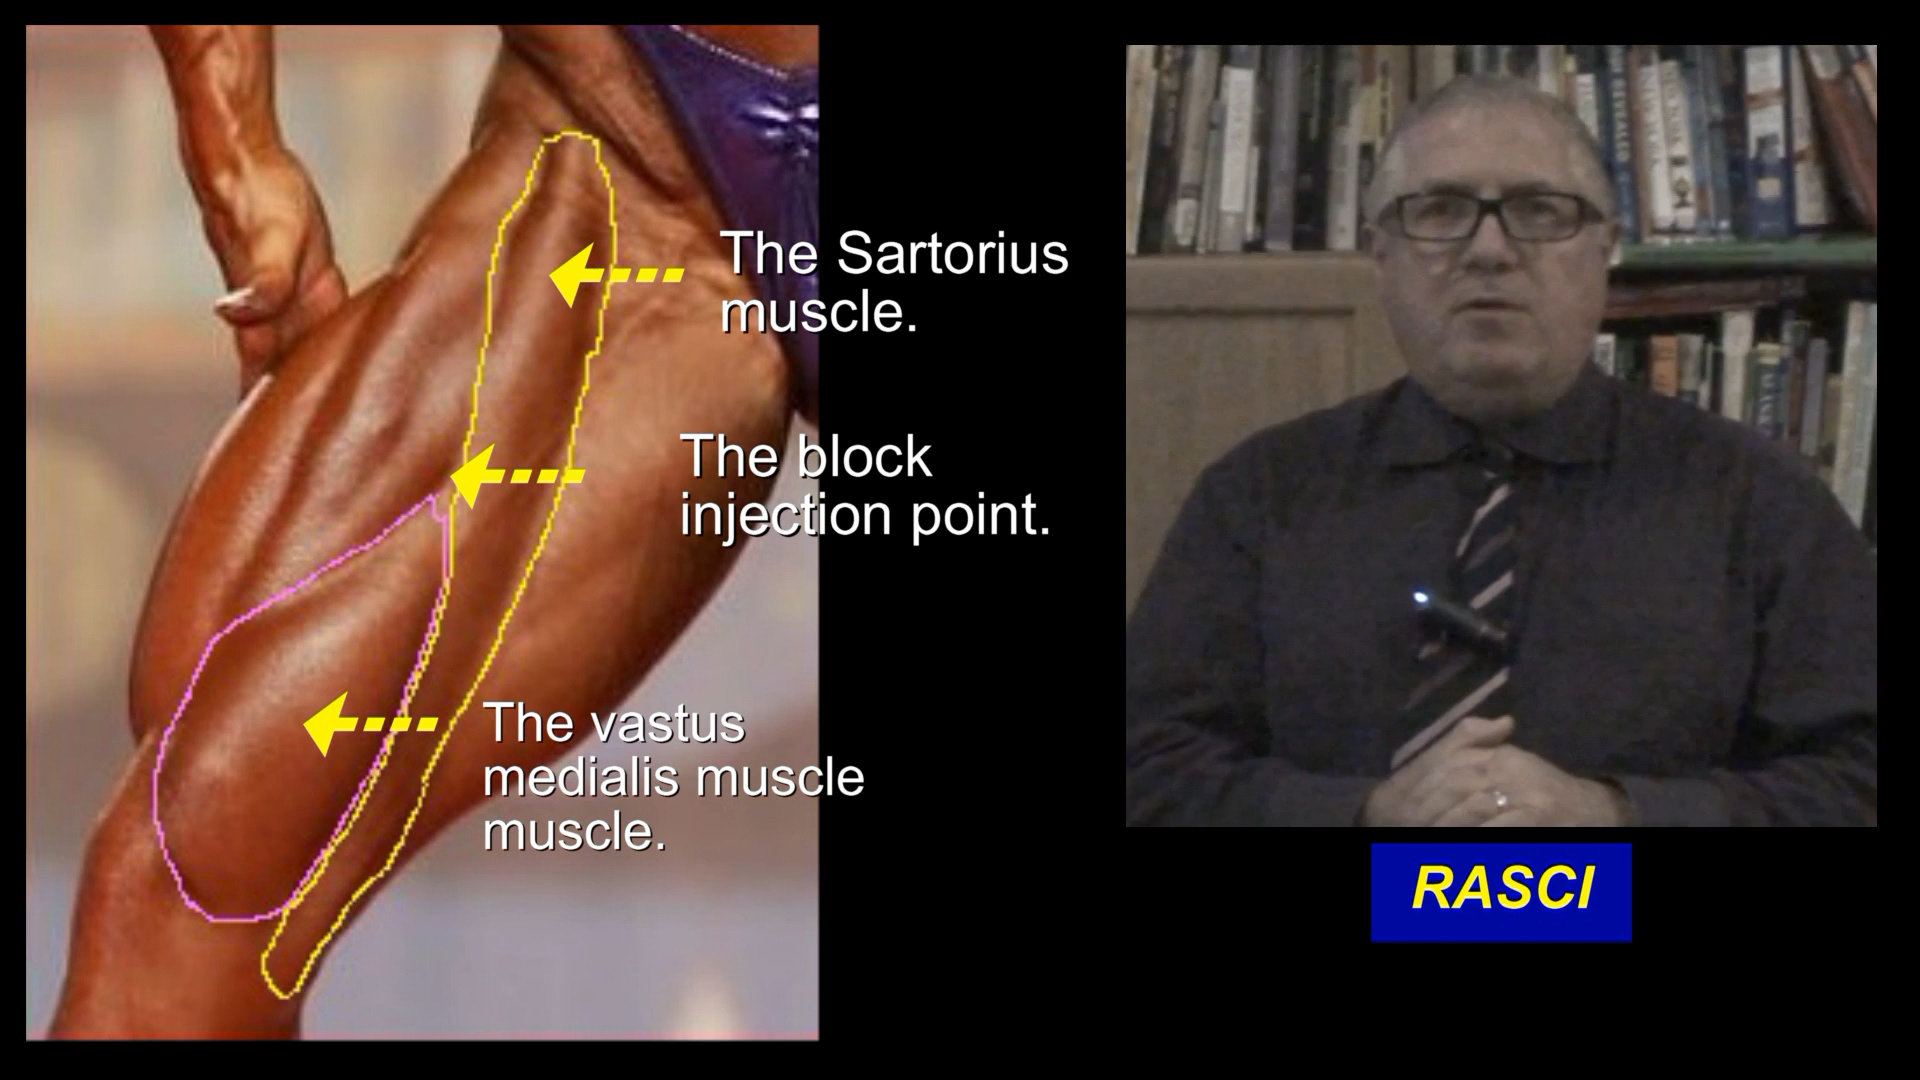 The Sartorius
muscle.
The block
injection point.
The vastus
medialis muscle
muscle.
RASCI